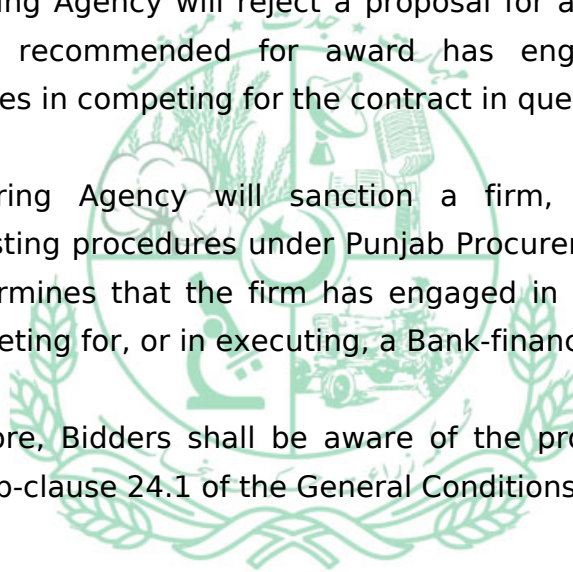 ng Agency will reject a proposal for a
recommended for award has eng
es in competing for the contract in que
ring Agency will sanction a firm,
sting procedures under Punjab Procurer
rmines that the firm has engaged in
eting for, or in executing, a Bank-financ
ore, Bidders shall be aware of the pro
b-clause 24.1 of the General Conditions